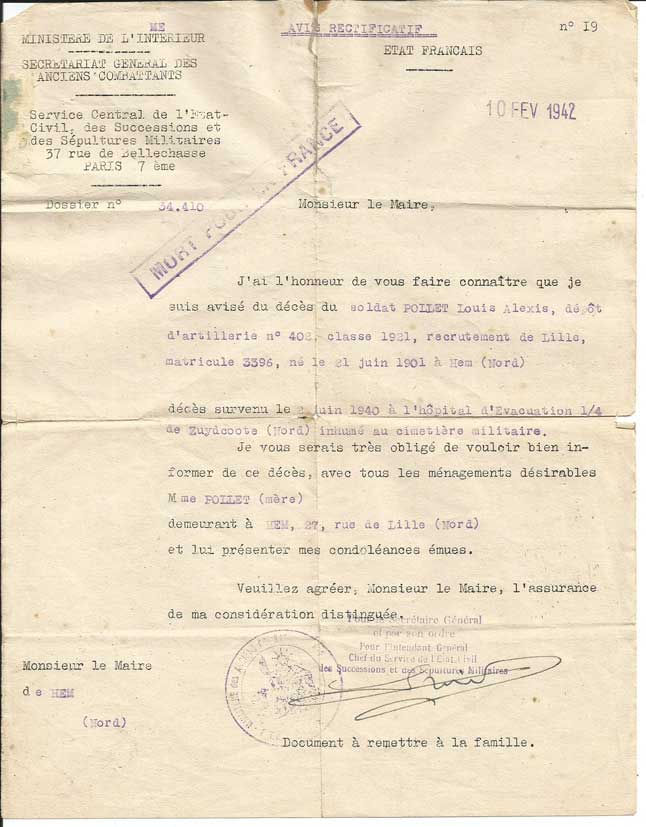 ME
AVIS RECTIFICATIF
n° I9
MINISTERE DE L'INTERIEUR
ETAT FRANCAIS
SECRETARIAT GENERAL DES
ANCIENS COMBATTANTS
10 FEV 1942
Service Central de l'Etat-
Civil, des Successions et
des Sépultures Militaires
37 rue de Bellechasse
PARIS 7 ème
MORT POUR LA FRANCE
Dossier n° 34.410
Monsieur le Maire,
J'ai l'honneur de vous faire connaître que je
suis avisé du décès du soldat POLLET Louis Alexis, dépôt
d'artillerie n° 402, classe 1921, recrutement de Lille,
matricule 3396, né le 21 juin 1901 à Hem (Nord)
décès survenu le 2 juin 1940 à l'hôpital d'Evacuation 1/4
de Zuydcoote (Nord) inhumé au cimetière militaire.
Je vous serais très obligé de vouloir bien in-
former de ce décès, avec tous les ménagements désirables
Mme POLLET (mère)
demeurant à HEM, 27, rue de Lille (Nord)
et lui présenter mes condoléances émues.
Veuillez agréer, Monsieur le Maire, l'assurance
de ma considération distinguée.
Pour le Secrétaire Général
et par son ordre
Pour l'Intendant Général
Chef du Service de l'Etat-Civil
des Successions et des Sépultures Militaires
Monsieur le Maire
de HEM
(Nord)
Document à remettre à la famille.